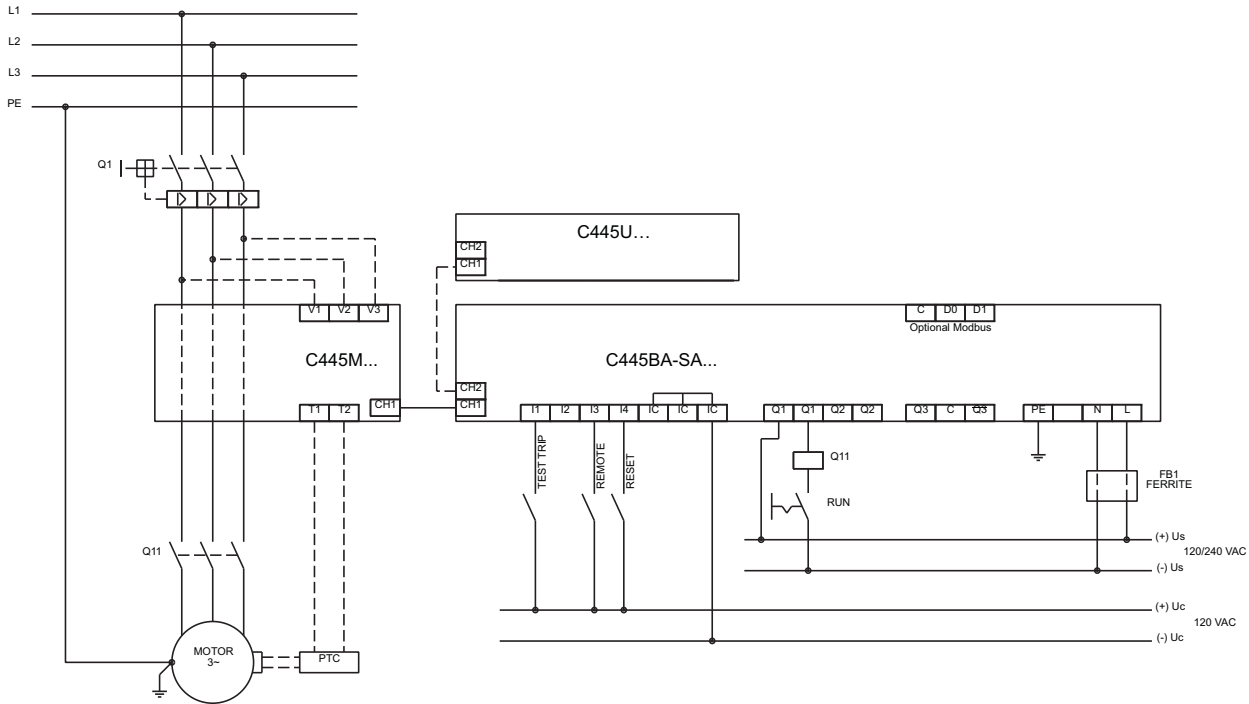 L1
L2
L3
PE
Q1
C445U...
CH2
CH1
V1 V2 V3
C D0 D1
Optional Modbus
C445M...
C445BA-SA...
CH2
T1 T2 CH1
CH1
I1 I2 I3 I4 IC IC IC
Q1 Q1 Q2 Q2
Q3 C Q3
PE N L
TEST TRIP
REMOTE
RESET
Q11
FB1
FERRITE
RUN
(+) Us
120/240 VAC
(-) Us
Q11
(+) Uc
120 VAC
(-) Uc
MOTOR
3~
PTC